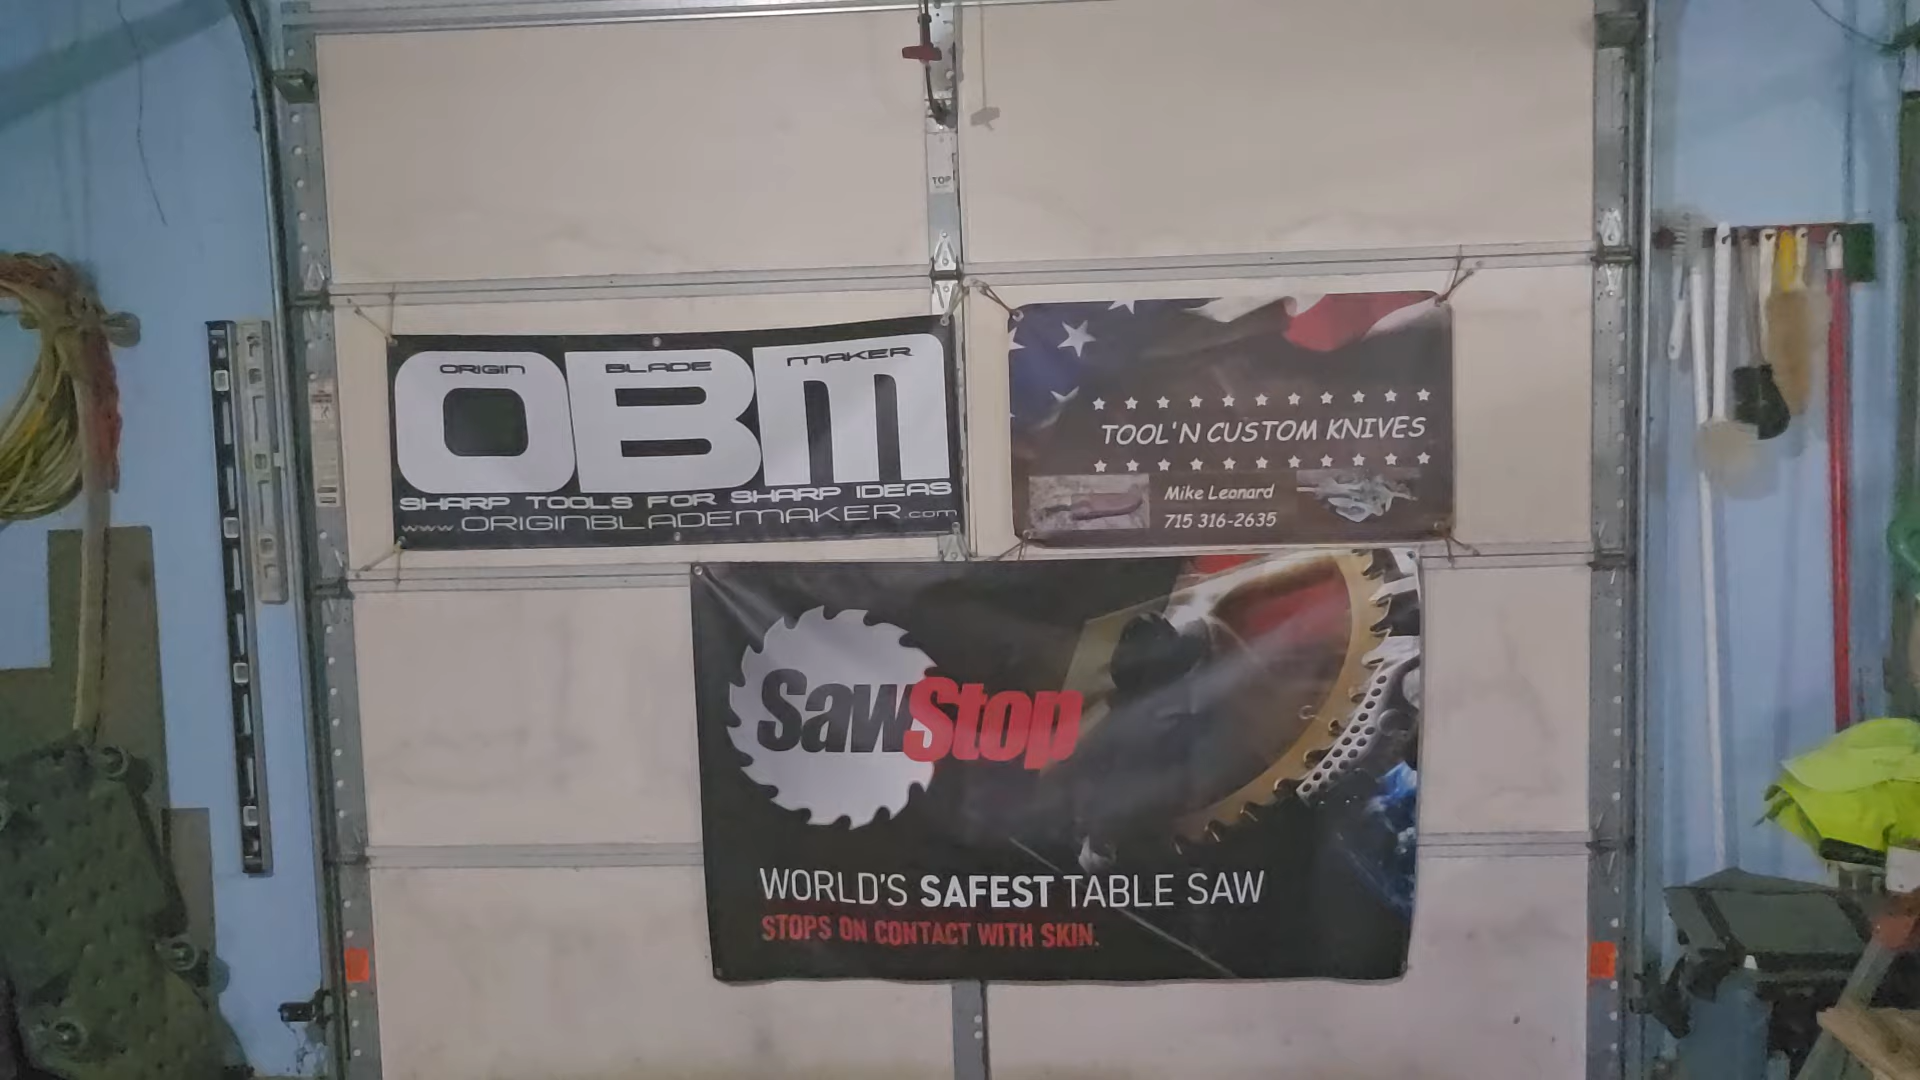 TOP
ORIGIN BLADE MAKER
OBM
SHARP TOOLS FOR SHARP IDEAS
www.ORIGINBLADEMAKER.com
TOOL'N CUSTOM KNIVES
Mike Leonard
715 316-2635
SawStop
WORLD'S SAFEST TABLE SAW
STOPS ON CONTACT WITH SKIN.